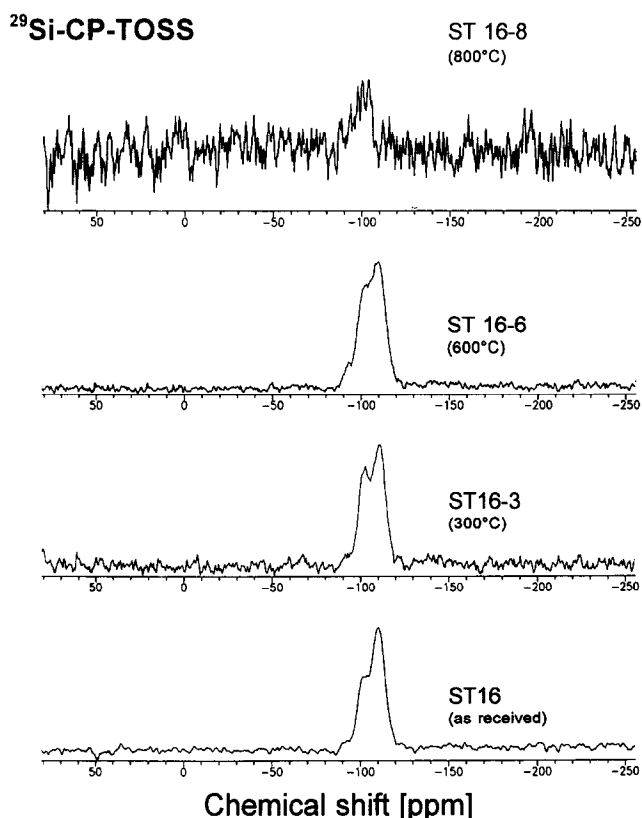 ²⁹Si-CP-TOSS
ST 16-8
(800°C)
50 0 -50 -100 -150 -200 -250
ST 16-6
(600°C)
50 0 -50 -100 -150 -200 -250
ST16-3
(300°C)
50 0 -50 -100 -150 -200 -250
ST16
(as received)
50 0 -50 -100 -150 -200 -250
Chemical shift [ppm]